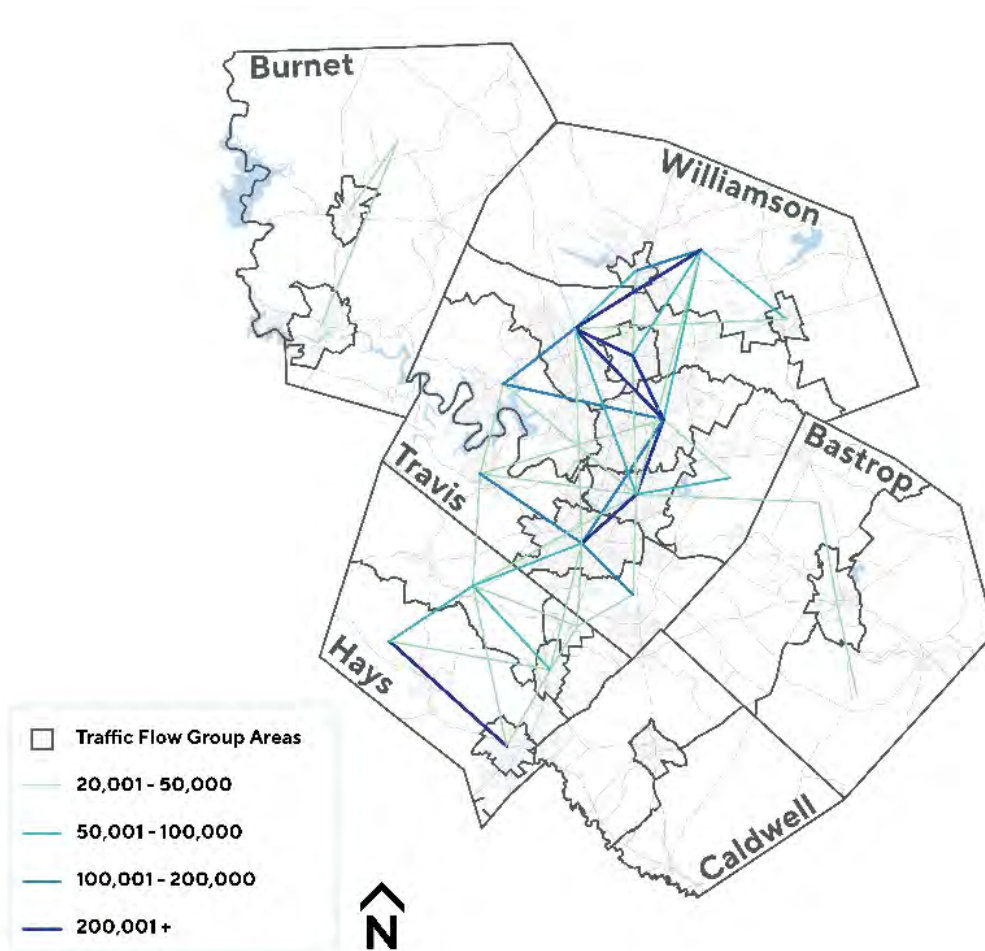 Burnet
Williamson
Travis
Bastrop
Hays
Caldwell
Traffic Flow Group Areas
20,001 - 50,000
50,001 - 100,000
100,001 - 200,000
200,001 +
N